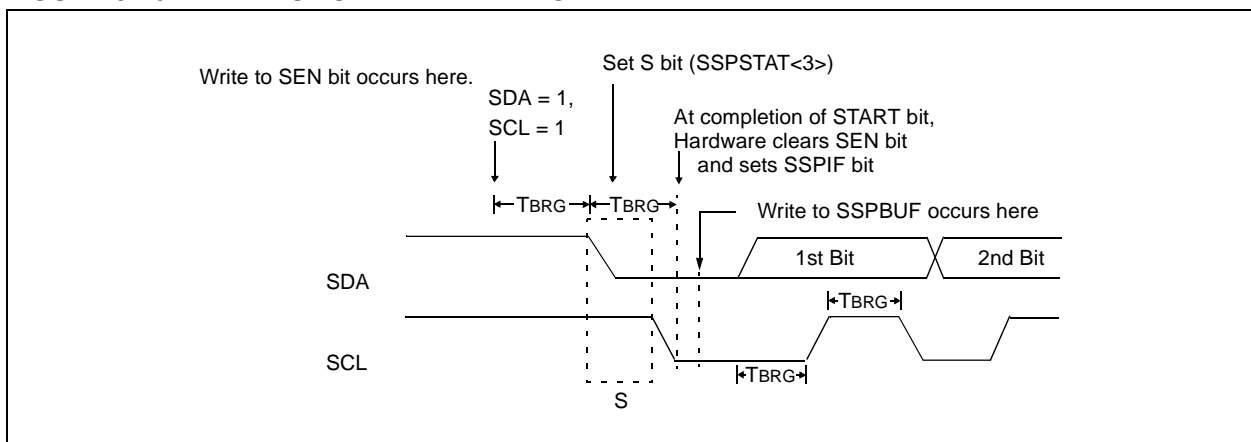 Write to SEN bit occurs here.
Set S bit (SSPSTAT<3>)
SDA = 1,
SCL = 1
At completion of START bit,
Hardware clears SEN bit
and sets SSPIF bit
TBRG
TBRG
Write to SSPBUF occurs here
SDA
1st Bit
2nd Bit
TBRG
SCL
TBRG
S